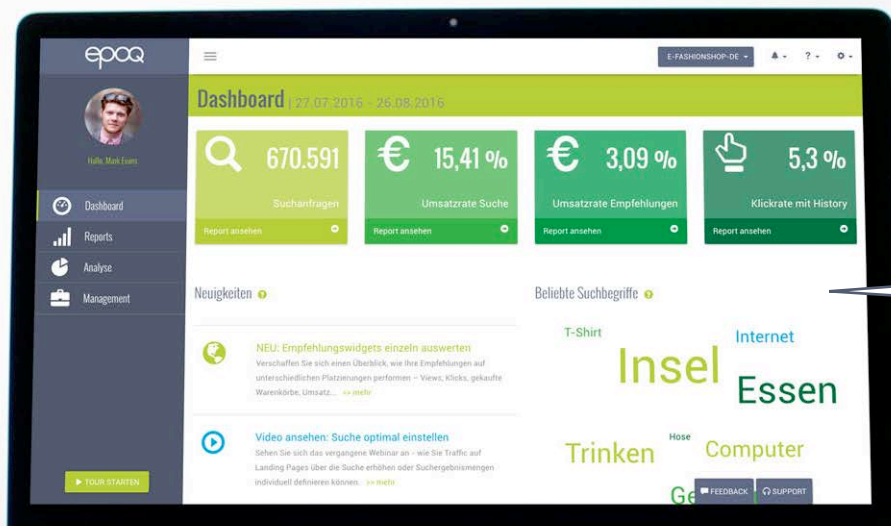 epoq
E-FASHIONSHOP-DE
?
Hallo, Mark Evans
Dashboard
Reports
Analyse
Management
TOUR STARTEN
Dashboard | 27.07.2016 - 26.08.2016
670.591
Suchanfragen
Report ansehen
15,41 %
Umsatzrate Suche
Report ansehen
3,09 %
Umsatzrate Empfehlungen
Report ansehen
5,3 %
Klickrate mit History
Report ansehen
Neuigkeiten ?
NEU: Empfehlungswidgets einzeln auswerten
Verschaffen Sie sich einen Überblick, wie Ihre Empfehlungen auf
unterschiedlichen Platzierungen performen – Views, Klicks, gekaufte
Warenkörbe, Umsatz... >> mehr
Video ansehen: Suche optimal einstellen
Sehen Sie sich das vergangene Webinar an - wie Sie Traffic auf
Landing Pages über die Suche erhöhen oder Suchergebnismengen
individuell definieren können. >> mehr
Beliebte Suchbegriffe ?
T-Shirt
Internet
Insel
Essen
Hose
Trinken
Computer
FEEDBACK
SUPPORT